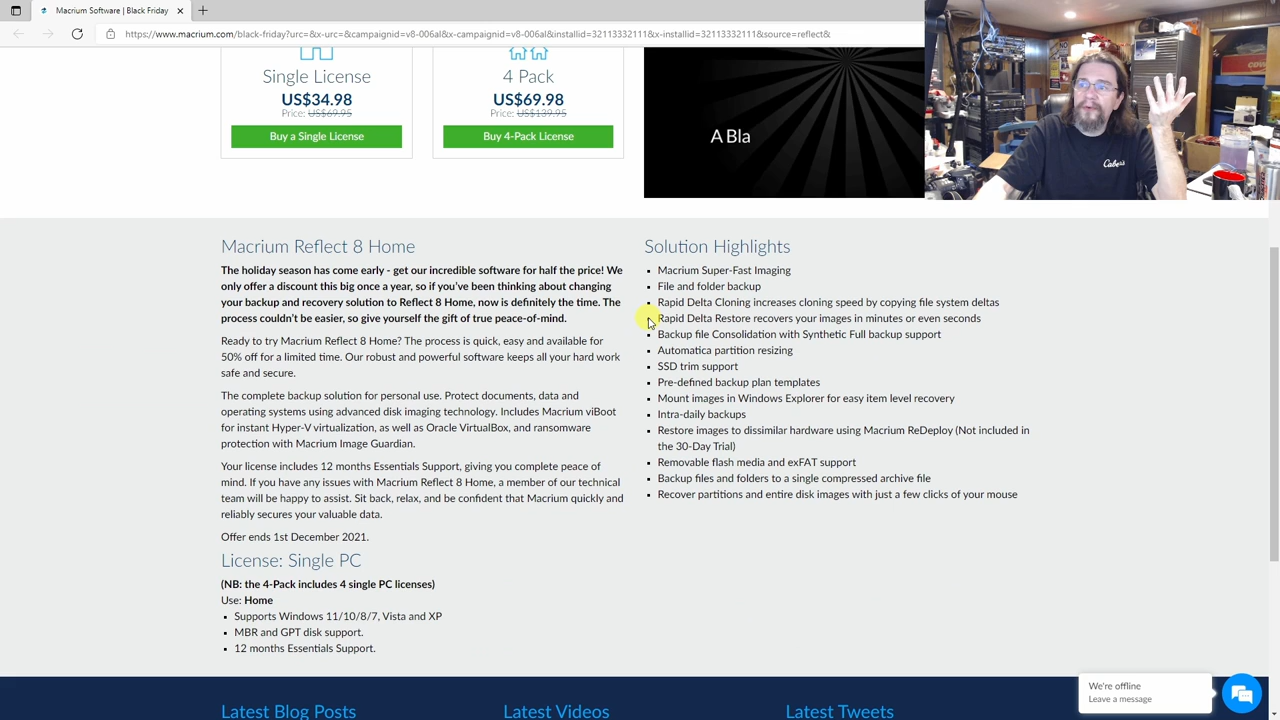 Macrium Software | Black Friday
https://www.macrium.com/black-friday?urc=&x-urc=&campaignid=v8-006al&x-campaignid=v8-006al&installid=32113332111&x-installid=32113332111&source=reflect&
Single License
US$34.98
Price: US$69.95
Buy a Single License
4 Pack
US$69.98
Price: US$139.95
Buy 4-Pack License
A Bla
Macrium Reflect 8 Home
The holiday season has come early - get our incredible software for half the price! We
only offer a discount this big once a year, so if you've been thinking about changing
your backup and recovery solution to Reflect 8 Home, now is definitely the time. The
process couldn't be easier, so give yourself the gift of true peace-of-mind.
Ready to try Macrium Reflect 8 Home? The process is quick, easy and available for
50% off for a limited time. Our robust and powerful software keeps all your hard work
safe and secure.
The complete backup solution for personal use. Protect documents, data and
operating systems using advanced disk imaging technology. Includes Macrium viBoot
for instant Hyper-V virtualization, as well as Oracle VirtualBox, and ransomware
protection with Macrium Image Guardian.
Your license includes 12 months Essentials Support, giving you complete peace of
mind. If you have any issues with Macrium Reflect 8 Home, a member of our technical
team will be happy to assist. Sit back, relax, and be confident that Macrium quickly and
reliably secures your valuable data.
Offer ends 1st December 2021.
License: Single PC
(NB: the 4-Pack includes 4 single PC licenses)
Use: Home
Supports Windows 11/10/8/7, Vista and XP
MBR and GPT disk support.
12 months Essentials Support.
Solution Highlights
Macrium Super-Fast Imaging
File and folder backup
Rapid Delta Cloning increases cloning speed by copying file system deltas
Rapid Delta Restore recovers your images in minutes or even seconds
Backup file Consolidation with Synthetic Full backup support
Automatica partition resizing
SSD trim support
Pre-defined backup plan templates
Mount images in Windows Explorer for easy item level recovery
Intra-daily backups
Restore images to dissimilar hardware using Macrium ReDeploy (Not included in
the 30-Day Trial)
Removable flash media and exFAT support
Backup files and folders to a single compressed archive file
Recover partitions and entire disk images with just a few clicks of your mouse
We're offline
Leave a message
Latest Blog Posts
Latest Videos
Latest Tweets